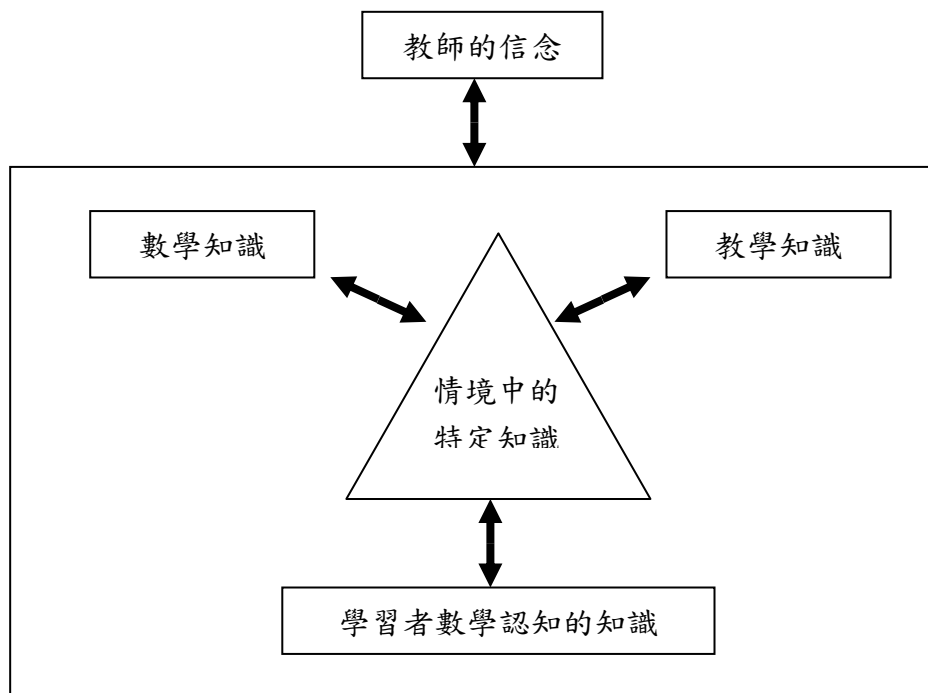 教師的信念
數學知識
教學知識
情境中的
特定知識
學習者數學認知的知識